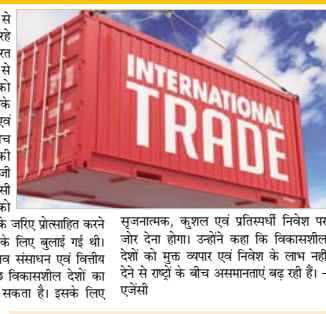 से
रहे
रत
से
को
के
एवं
च
की
जी
सी
को
INTERNATIONAL
TRADE
के जरिए प्रोत्साहित करने
के लिए बुलाई गई थी।
व संसाधन एवं वित्तीय
विकासशील देशों का
सकता है। इसके लिए
सृजनात्मक, कुशल एवं प्रतिस्पर्धी निवेश पर
जोर देना होगा। उन्होंने कहा कि विकासशील
देशों को मुक्त व्यपार एवं निवेश के लाभ नहीं
देने से राष्ट्रों के बीच असमानताएं बढ़ रही हैं। -
एजेंसी